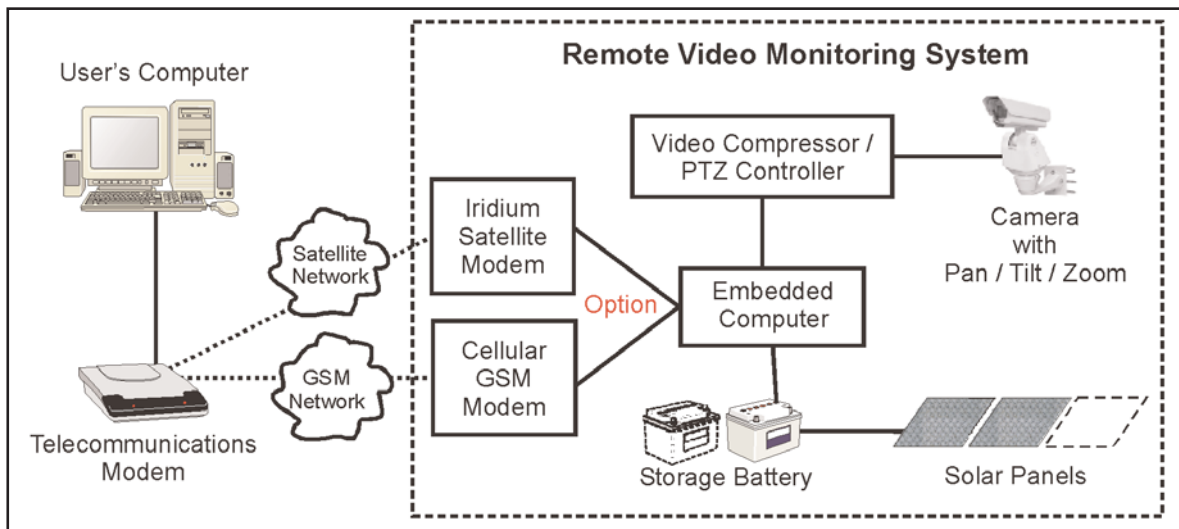 Remote Video Monitoring System
User's Computer
Video Compressor /
PTZ Controller
Camera
with
Pan / Tilt / Zoom
Iridium
Satellite
Modem
Satellite
Network
Option
Embedded
Computer
Cellular
GSM
Modem
GSM
Network
Telecommunications
Modem
Storage Battery
Solar Panels